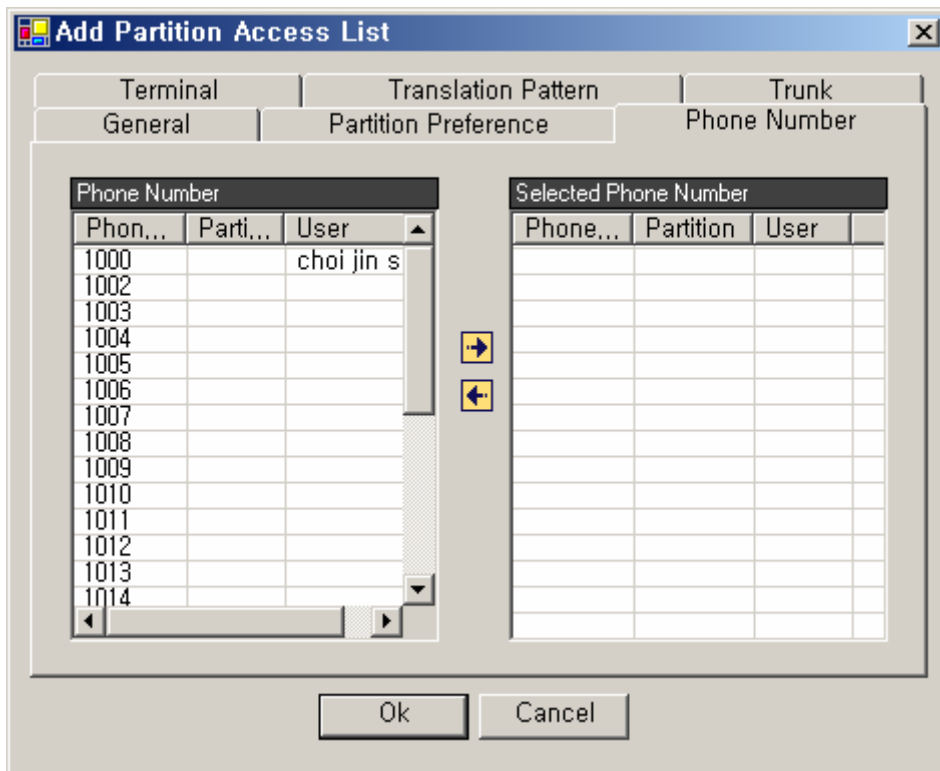 Add Partition Access List
Terminal Translation Pattern Trunk
General Partition Preference Phone Number
Phone Number
Phon... Parti... User
1000 choi jin s
1002
1003
1004
1005
1006
1007
1008
1009
1010
1011
1012
1013
1014
Selected Phone Number
Phone... Partition User
Ok Cancel